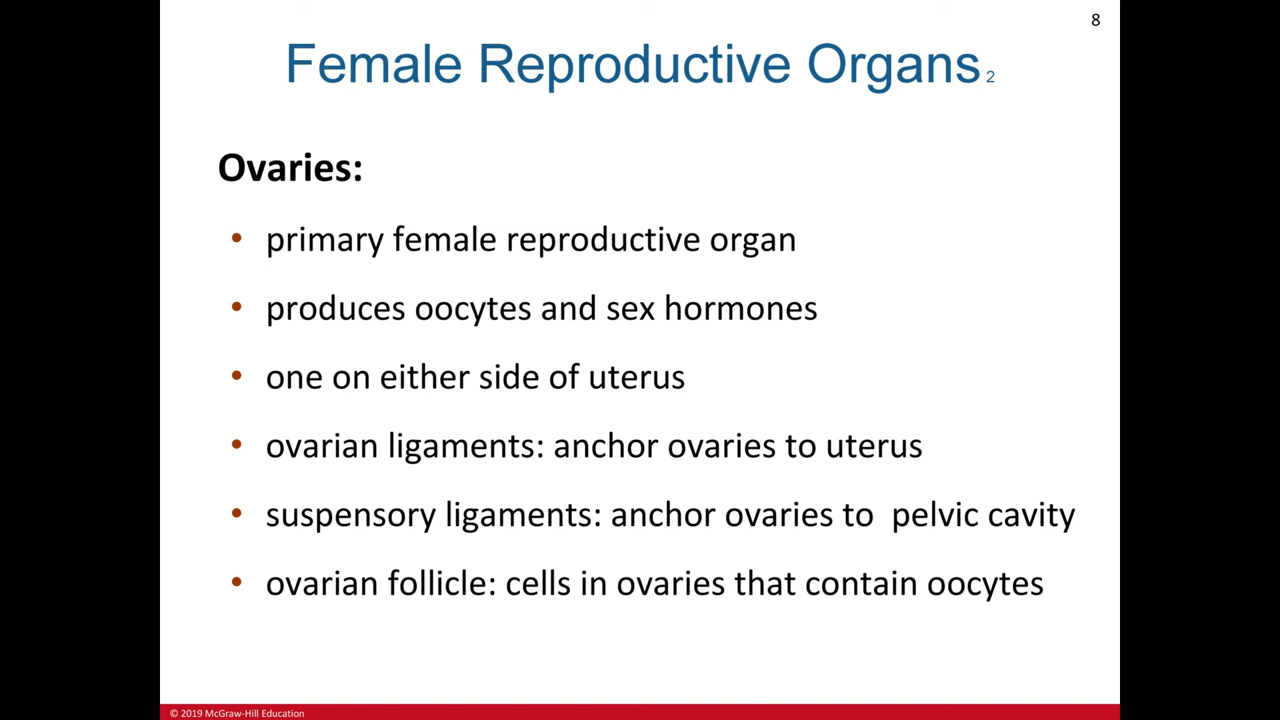 8
Female Reproductive Organs 2
Ovaries:
• primary female reproductive organ
• produces oocytes and sex hormones
• one on either side of uterus
• ovarian ligaments: anchor ovaries to uterus
• suspensory ligaments: anchor ovaries to  pelvic cavity
• ovarian follicle: cells in ovaries that contain oocytes
© 2019 McGraw-Hill Education